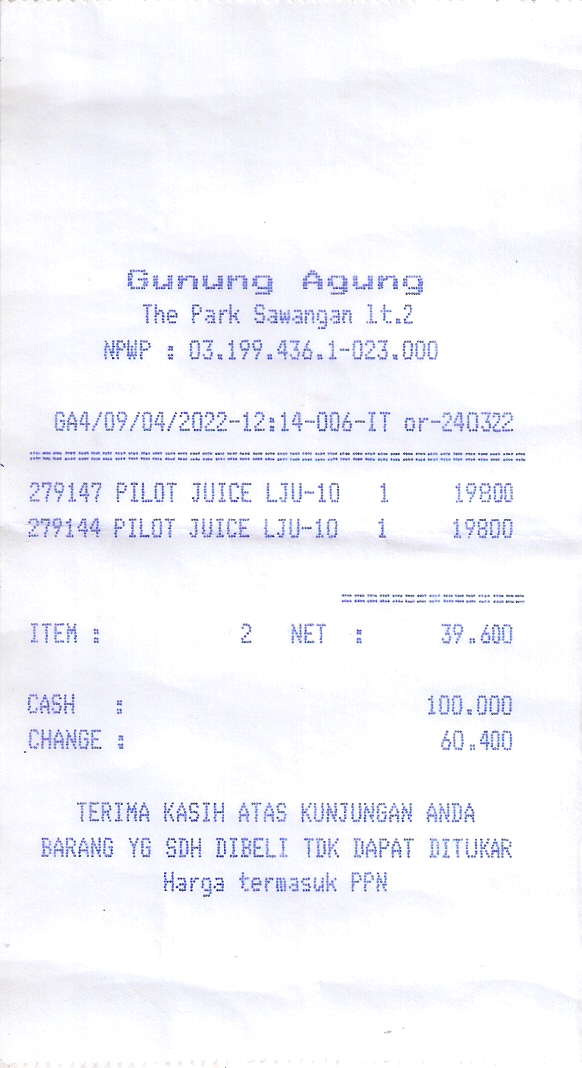 Gunung Agung
The Park Sawangan lt.2
NPWP : 03.199.436.1-023.000
GA4/09/04/2022-12:14-006-IT or-240322
279147 PILOT JUICE LJU-10 1 19800
279144 PILOT JUICE LJU-10 1 19800
ITEM : 2 NET : 39.600
CASH : 100.000
CHANGE : 60.400
TERIMA KASIH ATAS KUNJUNGAN ANDA
BARANG YG SDH DIBELI TDK DAPAT DITUKAR
Harga termasuk PPN